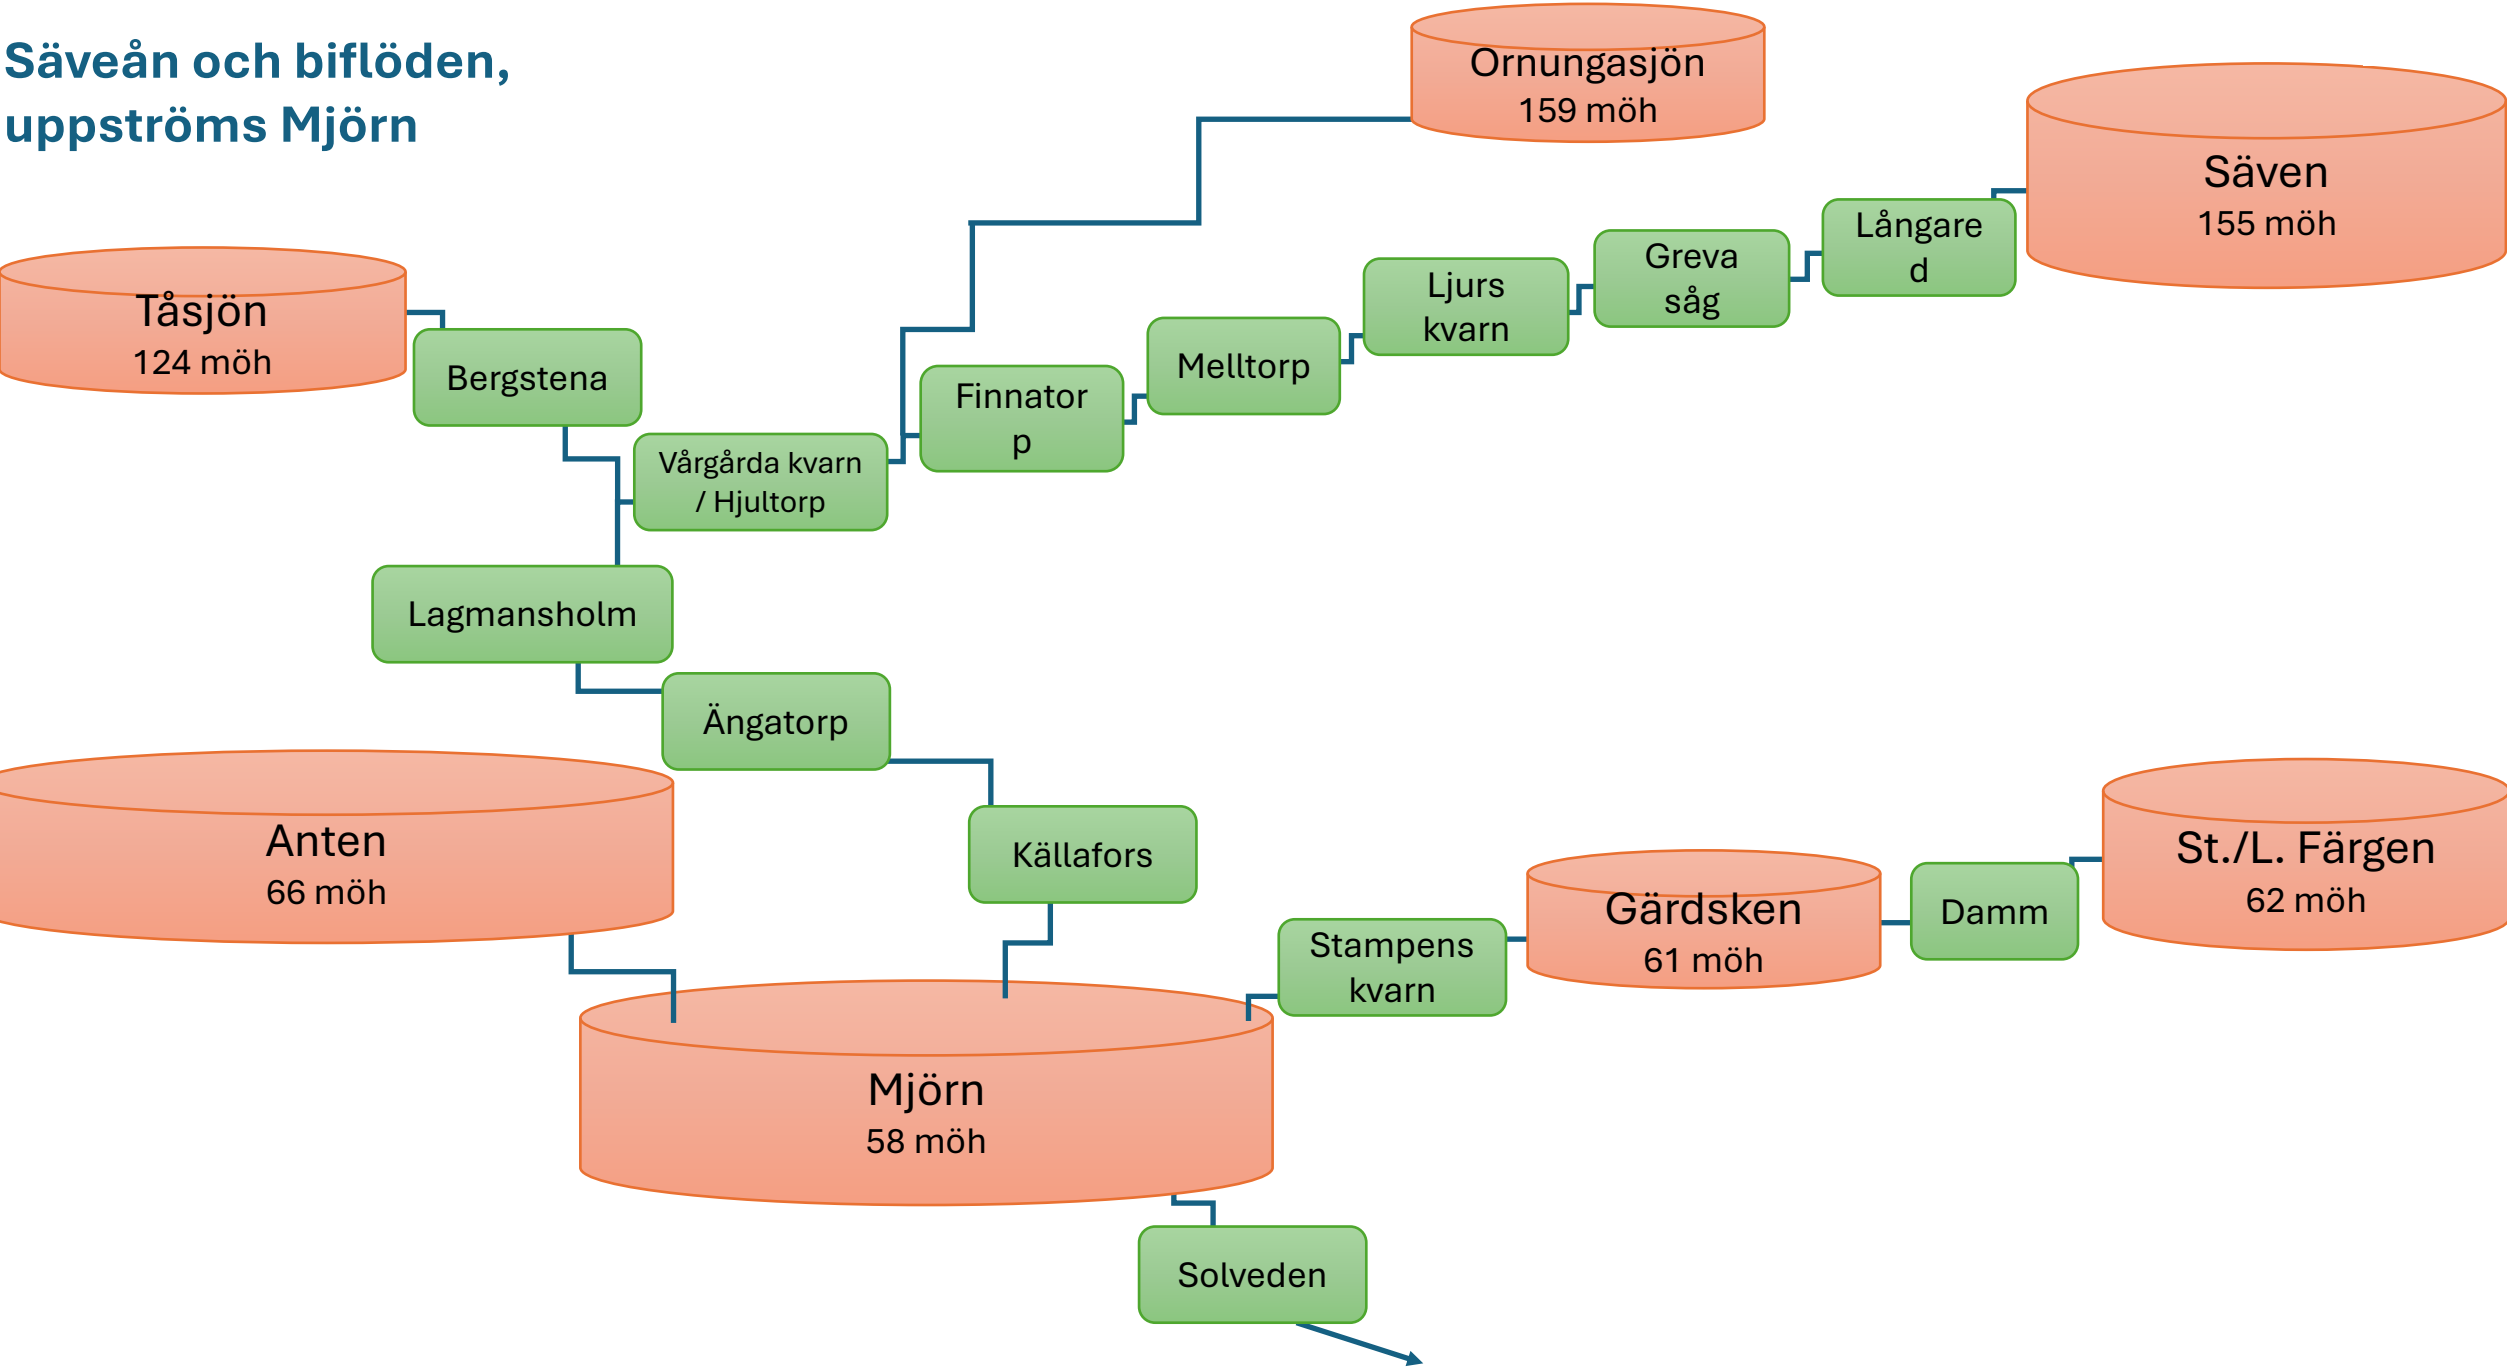 Säveån och biflöden,
uppströms Mjörn
Ornungasjön
159 möh
Säven
155 möh
Långare
d
Greva
såg
Ljurs
kvarn
Melltorp
Finnator
p
Tåsjön
124 möh
Bergstena
Vårgårda kvarn
/ Hjultorp
Lagmansholm
Ängatorp
Anten
66 möh
Källafors
St./L. Färgen
62 möh
Damm
Gärdsken
61 möh
Stampens
kvarn
Mjörn
58 möh
Solveden